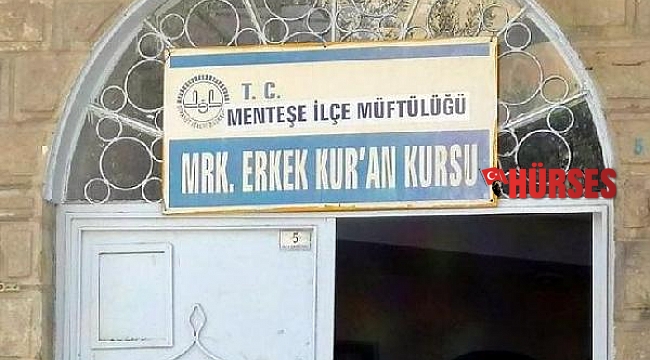 T. C.
MENTEŞE İLÇE MÜFTÜLÜĞÜ
MRK. ERKEK KUR'AN KURSU
HÜRSES
5
5